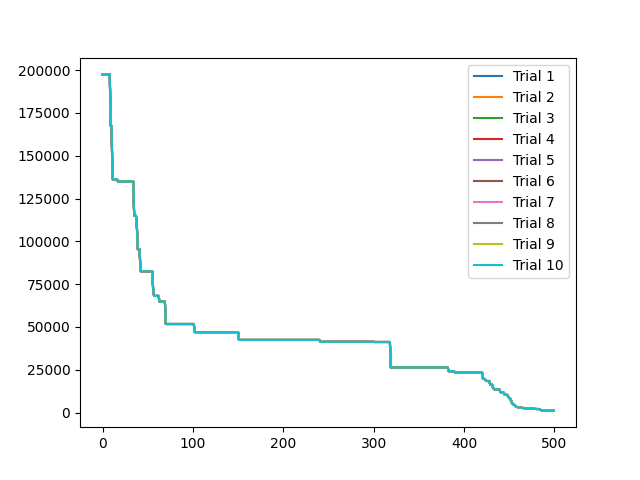 200000
175000
150000
125000
100000
75000
50000
25000
0
0
100
200
300
400
500
Trial 1
Trial 2
Trial 3
Trial 4
Trial 5
Trial 6
Trial 7
Trial 8
Trial 9
Trial 10